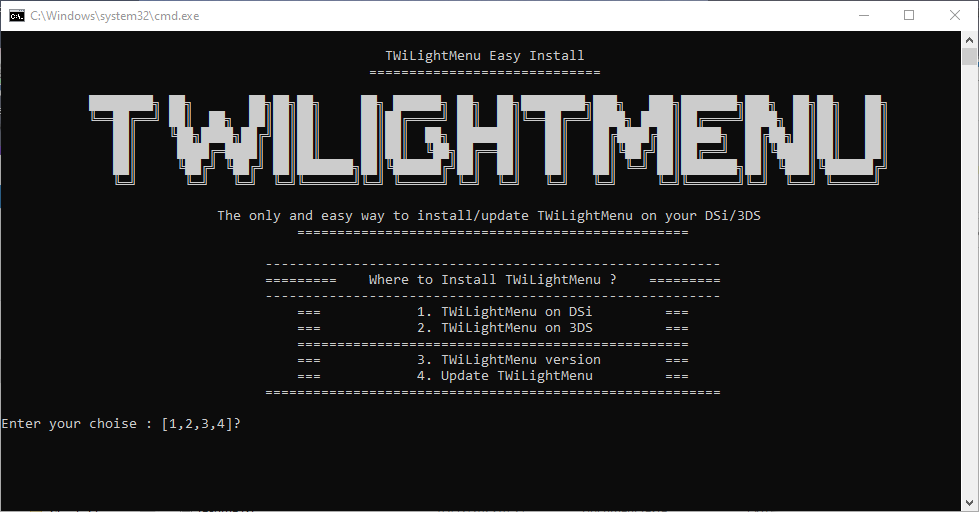 C:\Windows\system32\cmd.exe
TWiLightMenu Easy Install
=============================
TWILIGHTMENU
The only and easy way to install/update TWiLightMenu on your DSi/3DS
=================================================
---------------------------------------------------------
========= Where to Install TWiLightMenu ? =========
---------------------------------------------------------
=== 1. TWiLightMenu on DSi ===
=== 2. TWiLightMenu on 3DS ===
=================================================
=== 3. TWiLightMenu version ===
=== 4. Update TWiLightMenu ===
=========================================================
Enter your choise : [1,2,3,4]?